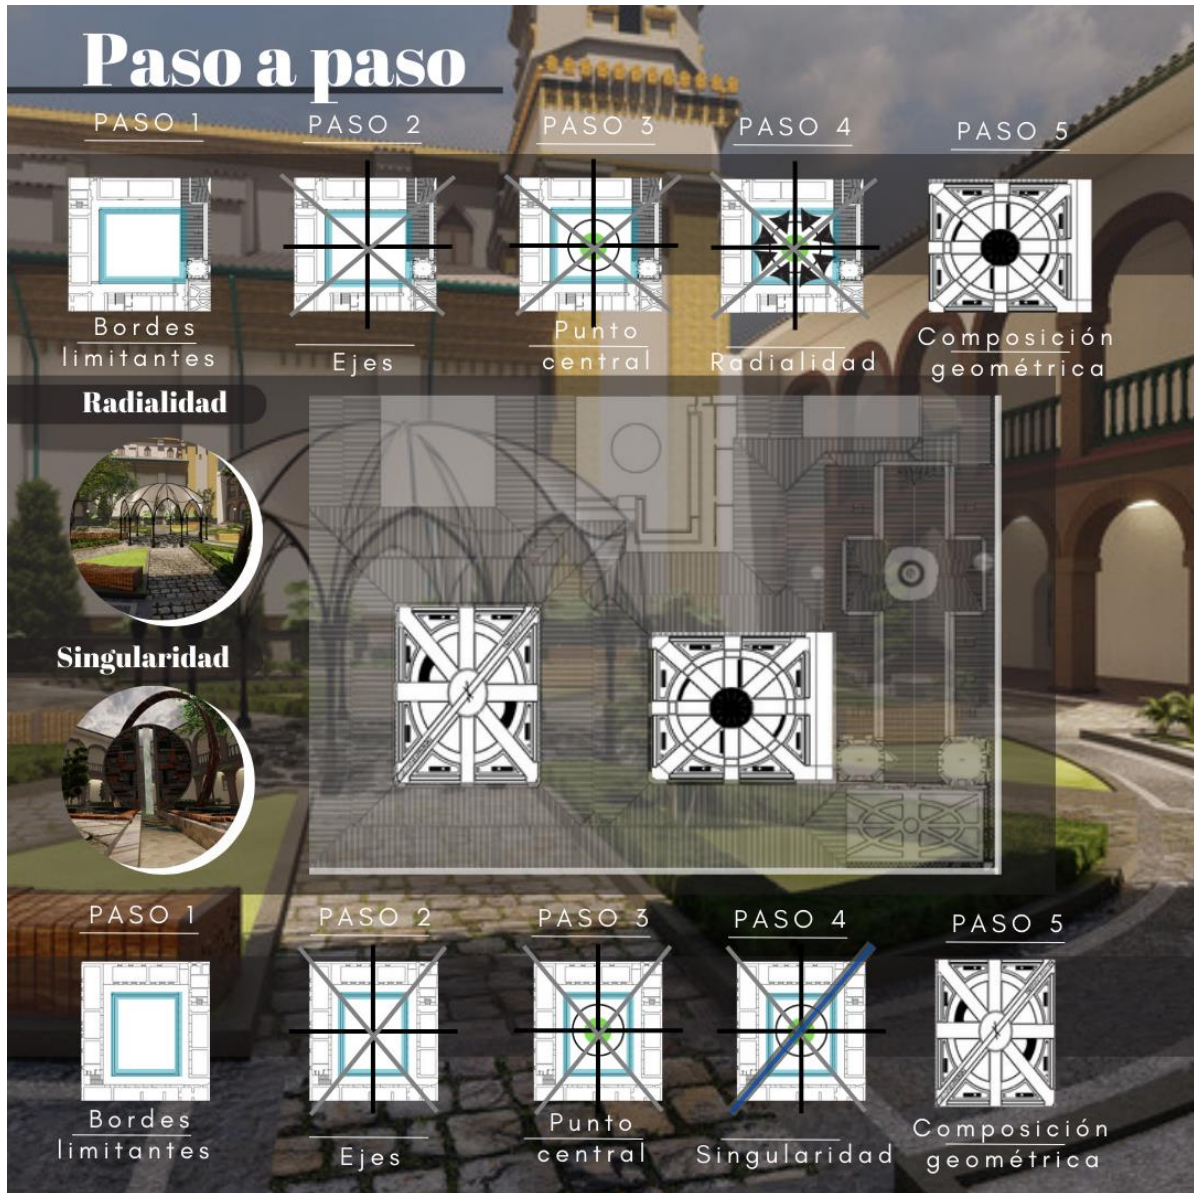 Paso a paso
PASO 1
PASO 2
PASO 3
PASO 4
PASO 5
Bordes
limitantes
Ejes
Punto
central
Radialidad
Composición
geométrica
Radialidad
Singularidad
PASO 1
PASO 2
PASO 3
PASO 4
PASO 5
Bordes
limitantes
Ejes
Punto
central
Singularidad
Composición
geométrica